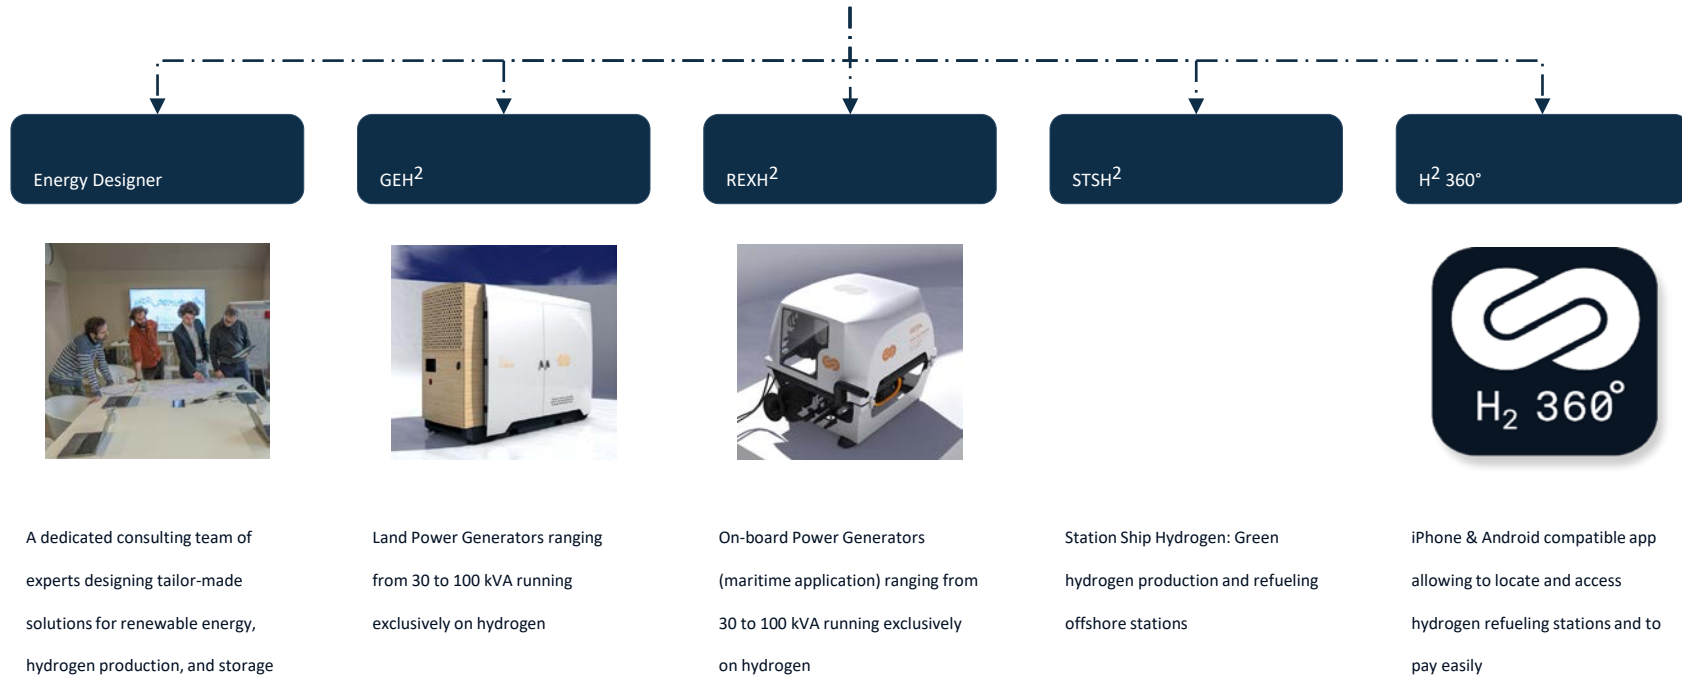 Energy Designer
GEH²
REXH²
STSH²
H² 360°
H₂ 360°
A dedicated consulting team of
experts designing tailor-made
solutions for renewable energy,
hydrogen production, and storage
Land Power Generators ranging
from 30 to 100 kVA running
exclusively on hydrogen
On-board Power Generators
(maritime application) ranging from
30 to 100 kVA running exclusively
on hydrogen
Station Ship Hydrogen: Green
hydrogen production and refueling
offshore stations
iPhone & Android compatible app
allowing to locate and access
hydrogen refueling stations and to
pay easily